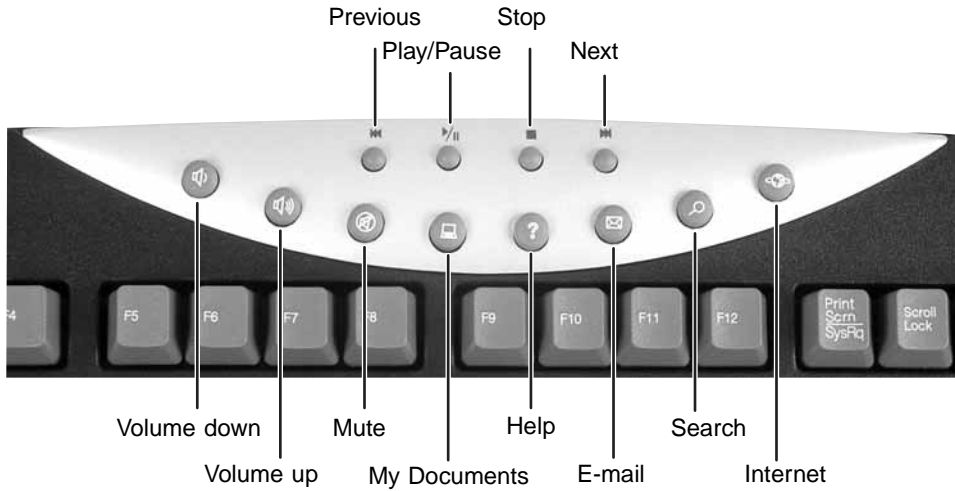 Previous
Stop
Play/Pause
Next
?
F4
F5
F6
F7
F8
F9
F10
F11
F12
Print
Scrn
SysRq
Scroll
Lock
Volume down
Mute
Help
Search
Volume up
My Documents
E-mail
Internet